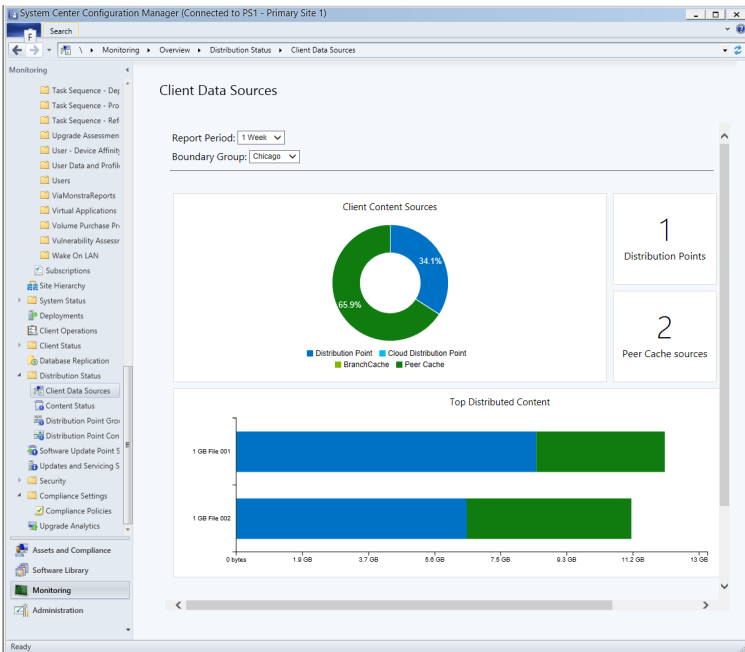 System Center Configuration Manager (Connected to PS1 - Primary Site 1)
F
Search
\ Monitoring Overview Distribution Status Client Data Sources
Monitoring
Task Sequence - Dep
Task Sequence - Pro
Task Sequence - Ref
Upgrade Assessmen
User - Device Affinity
User Data and Profile
Users
ViaMonstraReports
Virtual Applications
Volume Purchase Pro
Vulnerability Assessr
Wake On LAN
Subscriptions
Site Hierarchy
System Status
Deployments
Client Operations
Client Status
Database Replication
Distribution Status
Client Data Sources
Content Status
Distribution Point Grou
Distribution Point Con
Software Update Point S
Updates and Servicing S
Security
Compliance Settings
Compliance Policies
Upgrade Analytics
Assets and Compliance
Software Library
Monitoring
Administration
Client Data Sources
Report Period: 1 Week
Boundary Group: Chicago
Client Content Sources
34.1%
65.9%
Distribution Point Cloud Distribution Point
BranchCache Peer Cache
1
Distribution Points
2
Peer Cache sources
Top Distributed Content
1 GB File 001
1 GB File 002
0 bytes 1.9 GB 3.7 GB 5.6 GB 7.5 GB 9.3 GB 11.2 GB 13 GB
Ready